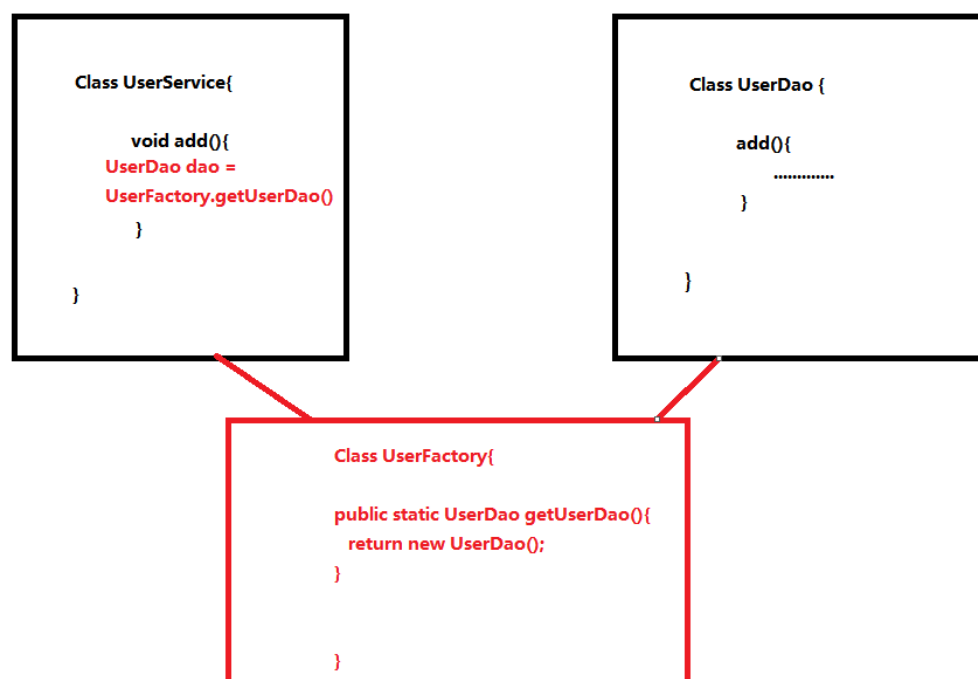 Class UserService{
void add(){
UserDao dao =
UserFactory.getUserDao()
}
}
Class UserDao {
add(){
.............
}
}
Class UserFactory{
public static UserDao getUserDao(){
return new UserDao();
}
}